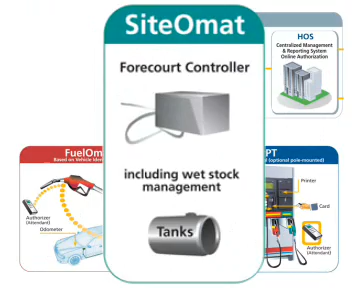 SiteOmat
Forecourt Controller
including wet stock
management
Tanks
HOS
Centralized Management
& Reporting System
Online Authorization
FuelOm
Based on Vehicle Iden
Authorizer
(Attendant)
Odometer
PT
(optional pole-mounted)
Printer
Card
Authorizer
(Attendant)